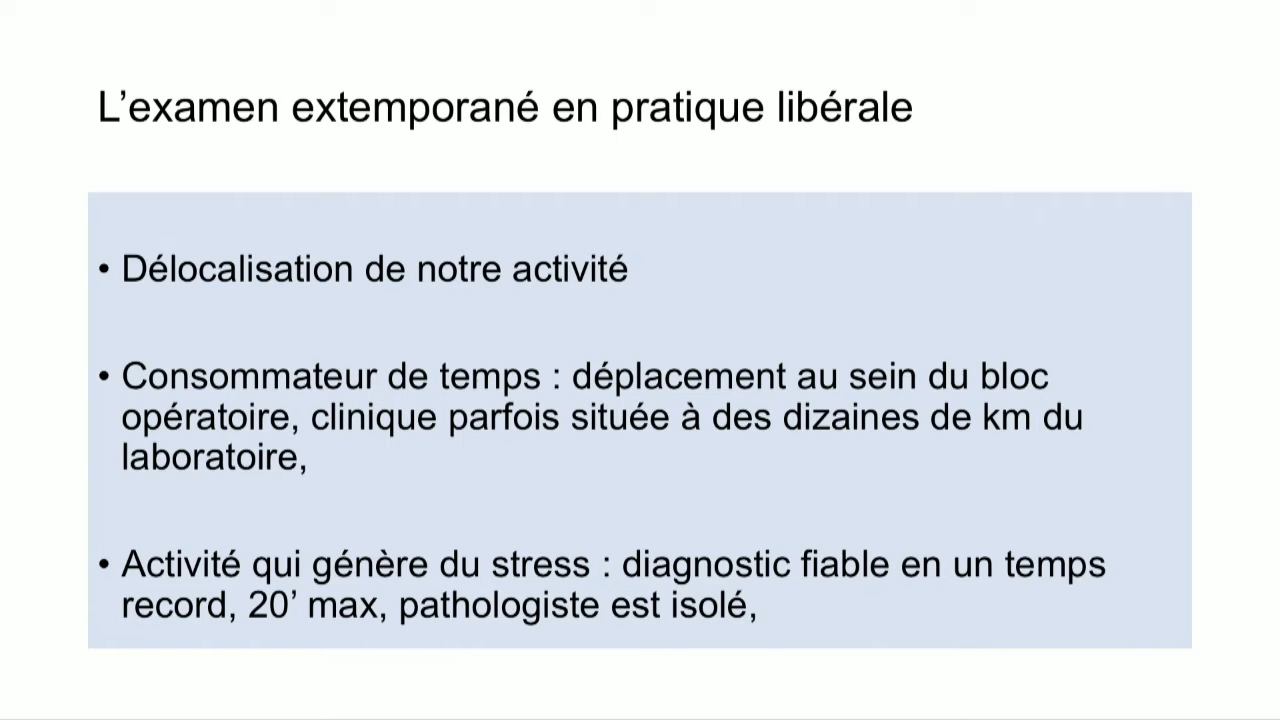 L’examen extemporané en pratique libérale
• Délocalisation de notre activité
• Consommateur de temps : déplacement au sein du bloc
opératoire, clinique parfois située à des dizaines de km du
laboratoire,
• Activité qui génère du stress : diagnostic fiable en un temps
record, 20’ max, pathologiste est isolé,